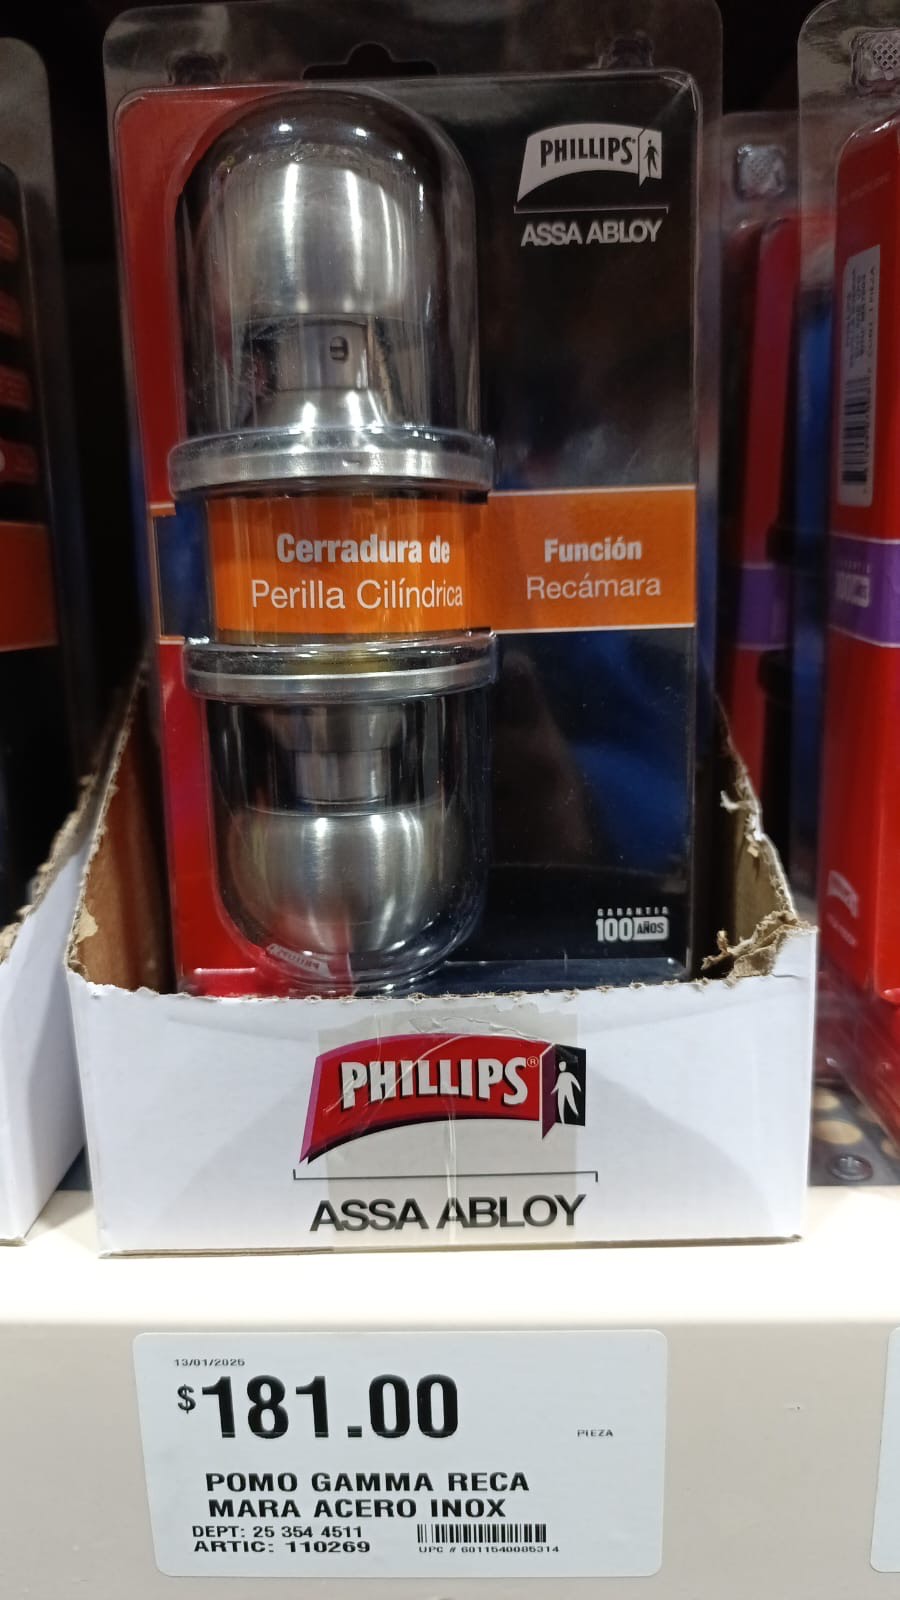 PHILLIPS
ASSA ABLOY
Cerradura de
Perilla Cilíndrica
Función
Recámara
GARANTIA
100 AÑOS
PHILLIPS®
ASSA ABLOY
13/01/2025
$181.00
PIEZA
POMO GAMMA RECA
MARA ACERO INOX
DEPT: 25 354 4511
ARTIC: 110269
UPC # 6011540085314